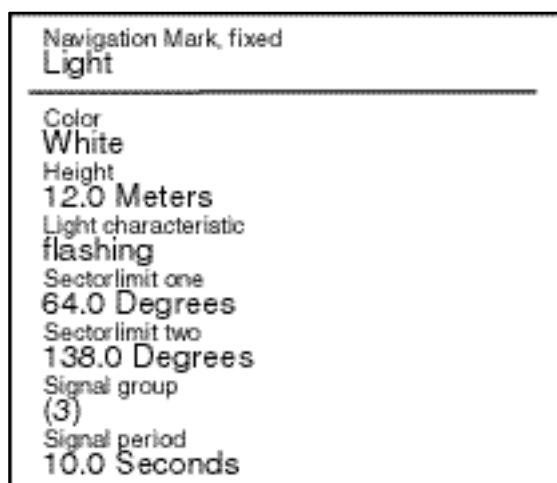 Navigation Mark, fixed
Light
Color
White
Height
12.0 Meters
Light characteristic
flashing
Sectorlimit one
64.0 Degrees
Sectorlimit two
138.0 Degrees
Signal group
(3)
Signal period
10.0 Seconds